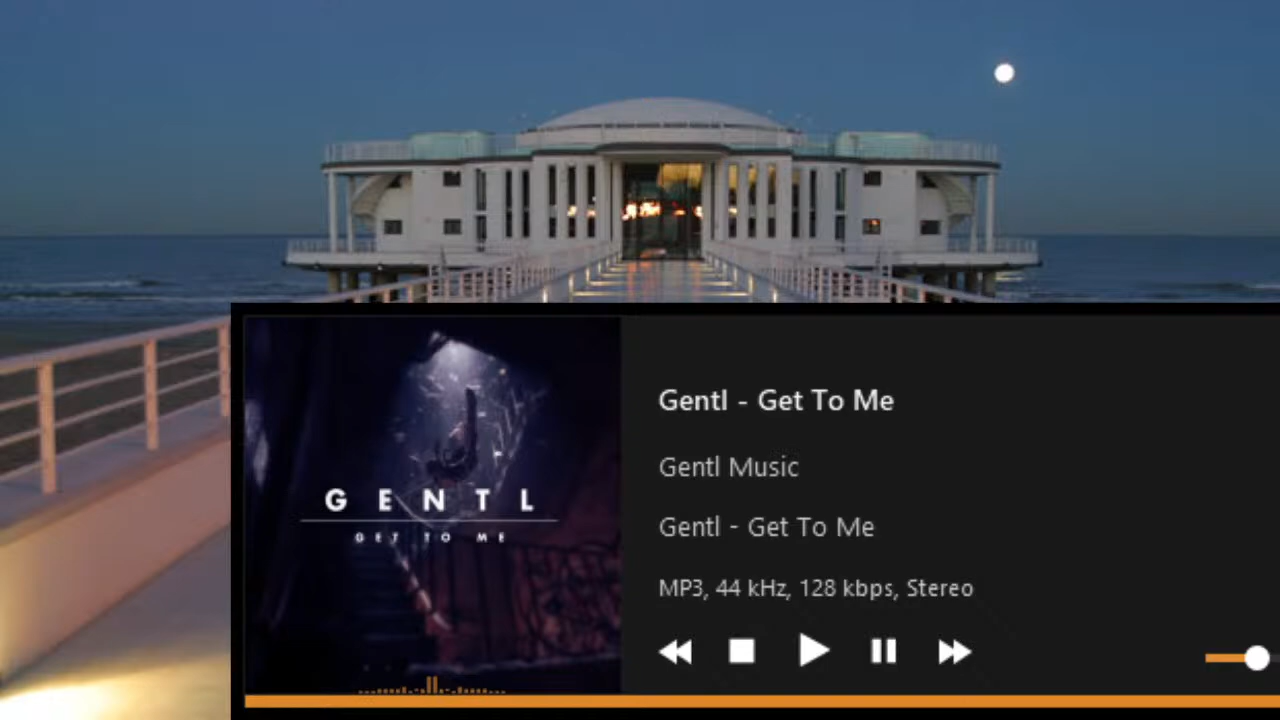 GENTL
GET TO ME
Gentl - Get To Me
Gentl Music
Gentl - Get To Me
MP3, 44 kHz, 128 kbps, Stereo